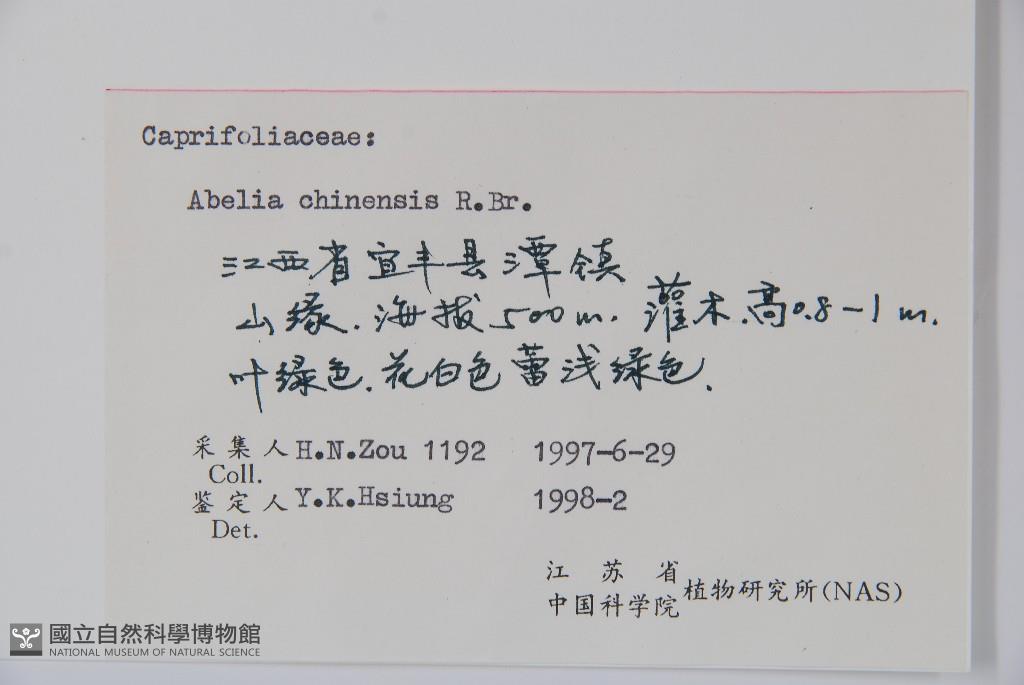 Caprifoliaceae:
Abelia chinensis R.Br.
江西省宜丰县潭镇
山缘.海拔500m.灌木.高0.8-1m.
叶绿色.花白色蕾浅绿色.
采集人 H.N.Zou 1192 1997-6-29
Coll.
鉴定人 Y.K.Hsiung 1998-2
Det.
江苏省
中国科学院 植物研究所(NAS)
國立自然科學博物館
NATIONAL MUSEUM OF NATURAL SCIENCE